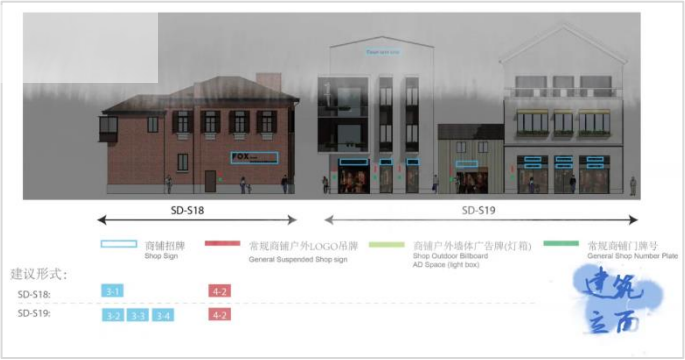 FOX
SD-S18
SD-S19
商铺招牌
Shop Sign
常规商铺户外LOGO吊牌
General Suspended Shop sign
商铺户外墙体广告牌(灯箱)
Shop Outdoor Billboard
AD Space (light box)
常规商铺门牌号
General Shop Number Plate
建议形式:
SD-S18:
3-1
4-2
SD-S19:
3-2
3-3
3-4
4-2
建筑
立面